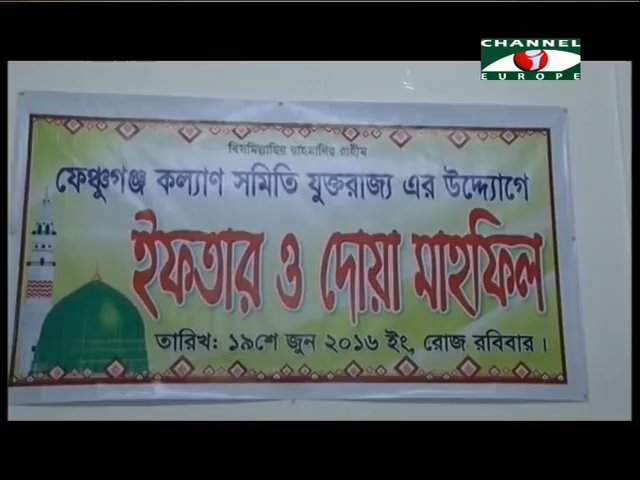 CHANNEL
i
EUROPE
বিসমিল্লাহির রাহমানির রাহীম
ফেঞ্চুগঞ্জ কল্যাণ সমিতি যুক্তরাজ্য এর উদ্দ্যোগে
ইফতার ও দোয়া মাহফিল
তারিখ: ১৯শে জুন ২০১৬ ইং, রোজ রবিবার।